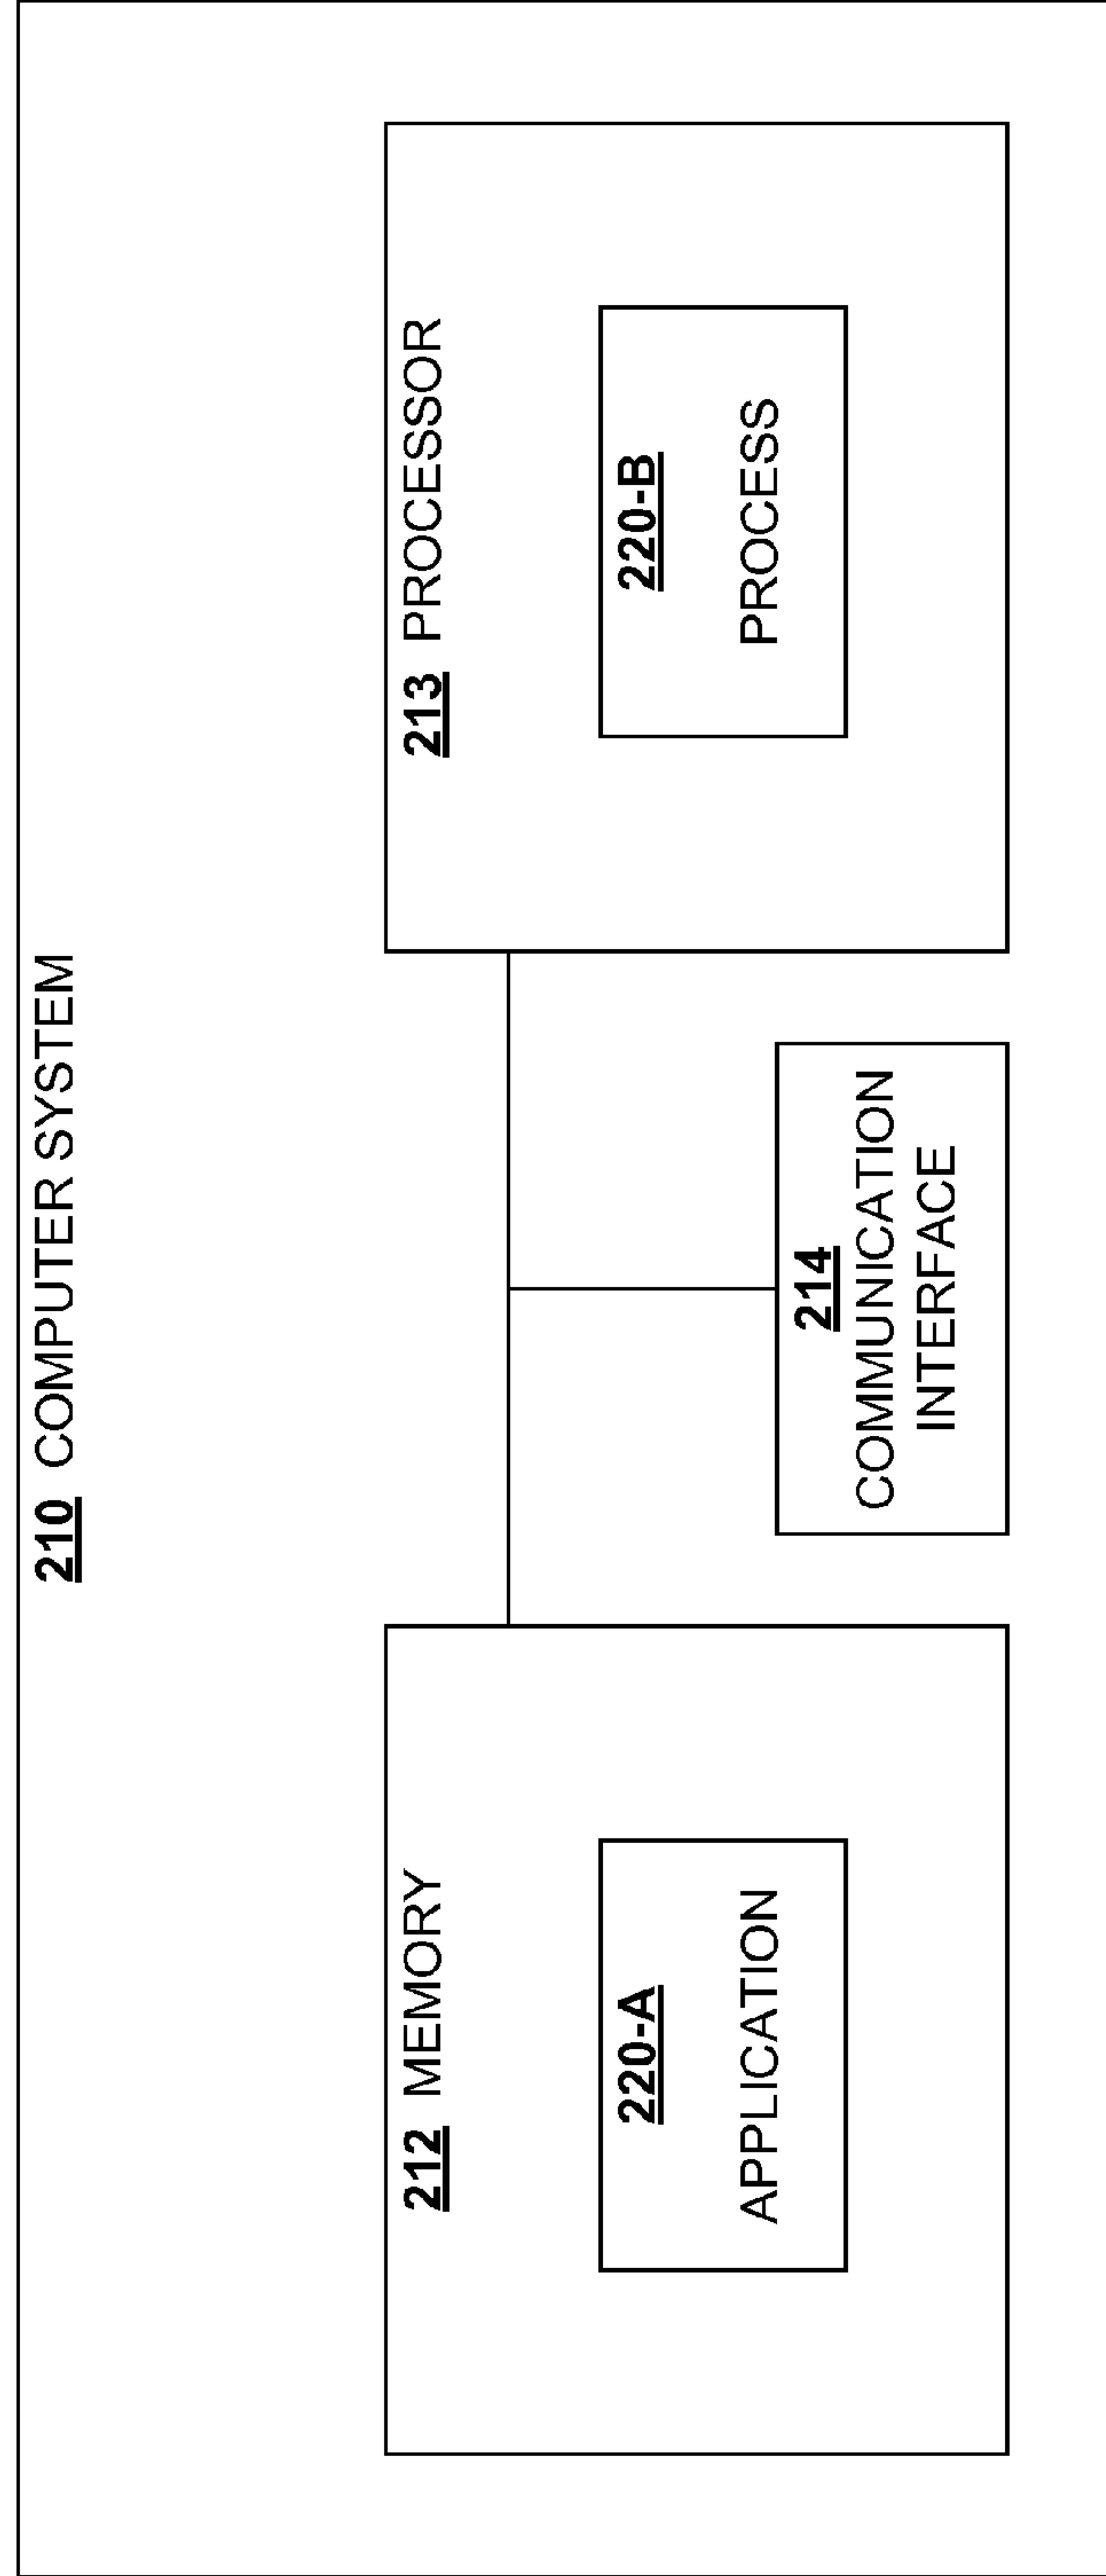 210 COMPUTER SYSTEM
212 MEMORY
220-A
APPLICATION
214
COMMUNICATION
INTERFACE
213 PROCESSOR
220-B
PROCESS